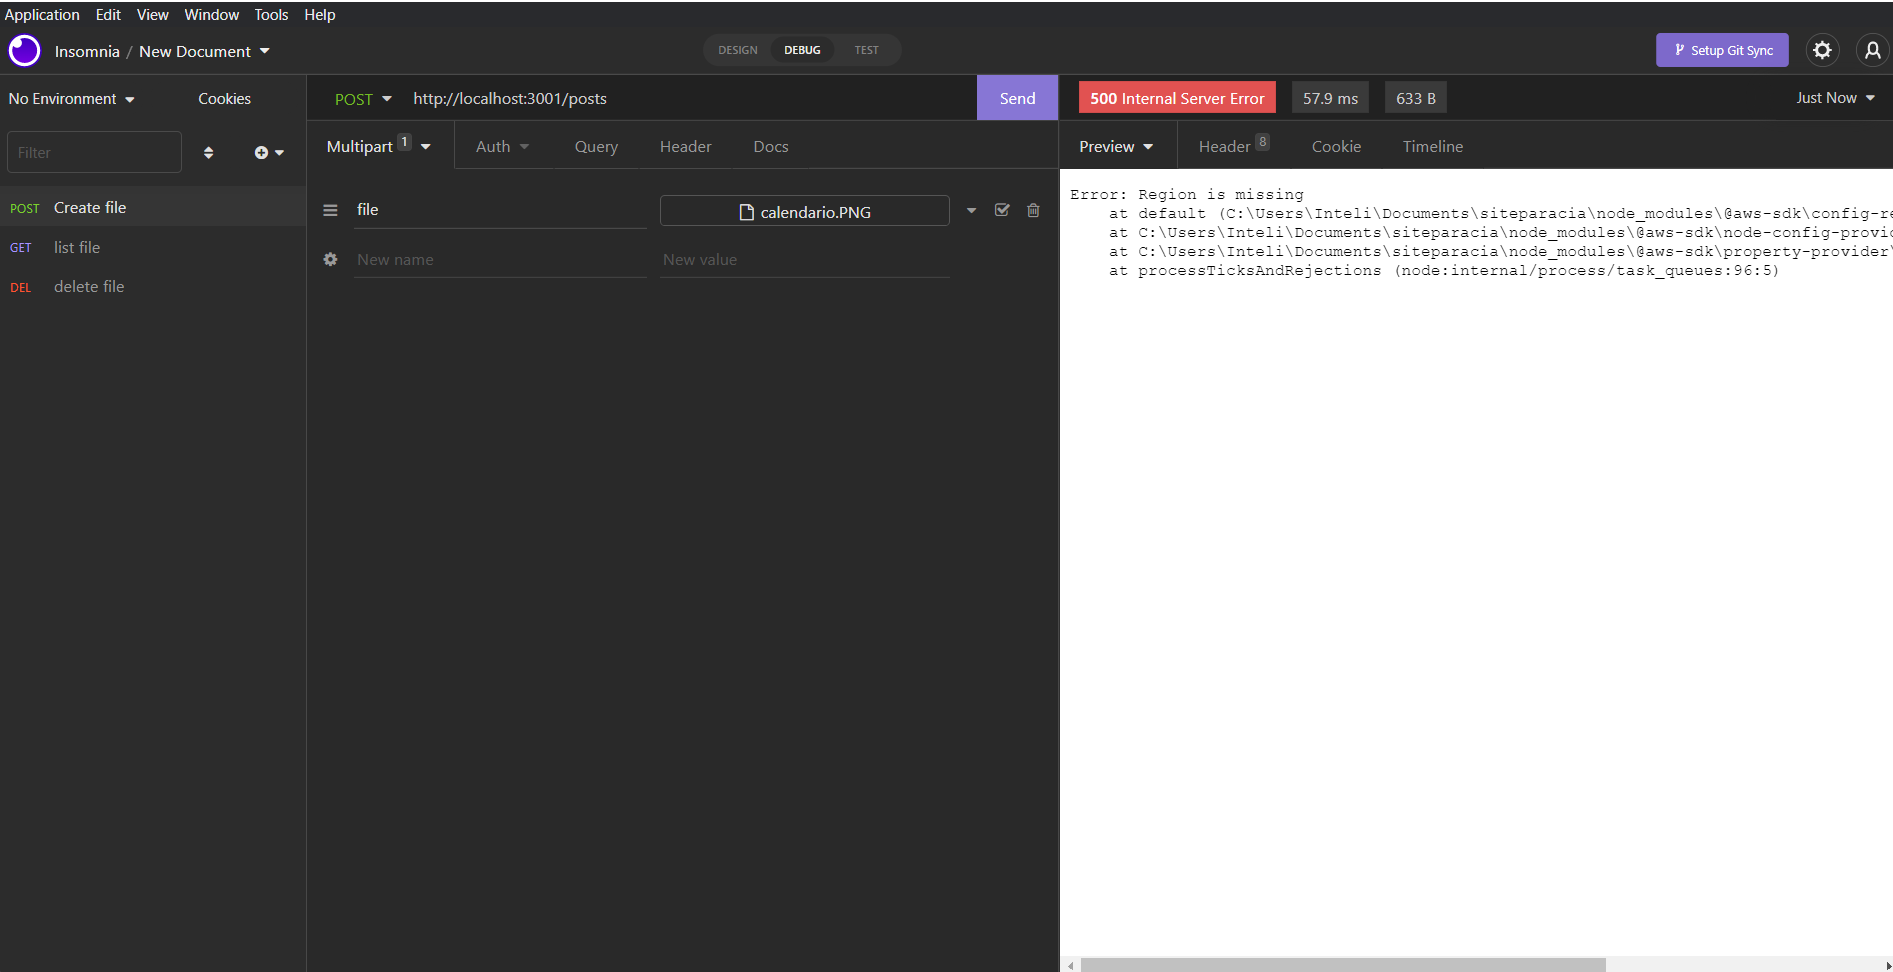 Application Edit View Window Tools Help
Insomnia / New Document
DESIGN DEBUG TEST
Setup Git Sync
No Environment Cookies
Filter
POST Create file
GET list file
DEL delete file
POST http://localhost:3001/posts Send
Multipart 1 Auth Query Header Docs
file calendario.PNG
New name New value
500 Internal Server Error 57.9 ms 633 B Just Now
Preview Header 8 Cookie Timeline
Error: Region is missing
at default (C:\Users\Inteli\Documents\siteparacia\node_modules\@aws-sdk\config-re
at C:\Users\Inteli\Documents\siteparacia\node_modules\@aws-sdk\node-config-provid
at C:\Users\Inteli\Documents\siteparacia\node_modules\@aws-sdk\property-provider\
at processTicksAndRejections (node:internal/process/task_queues:96:5)